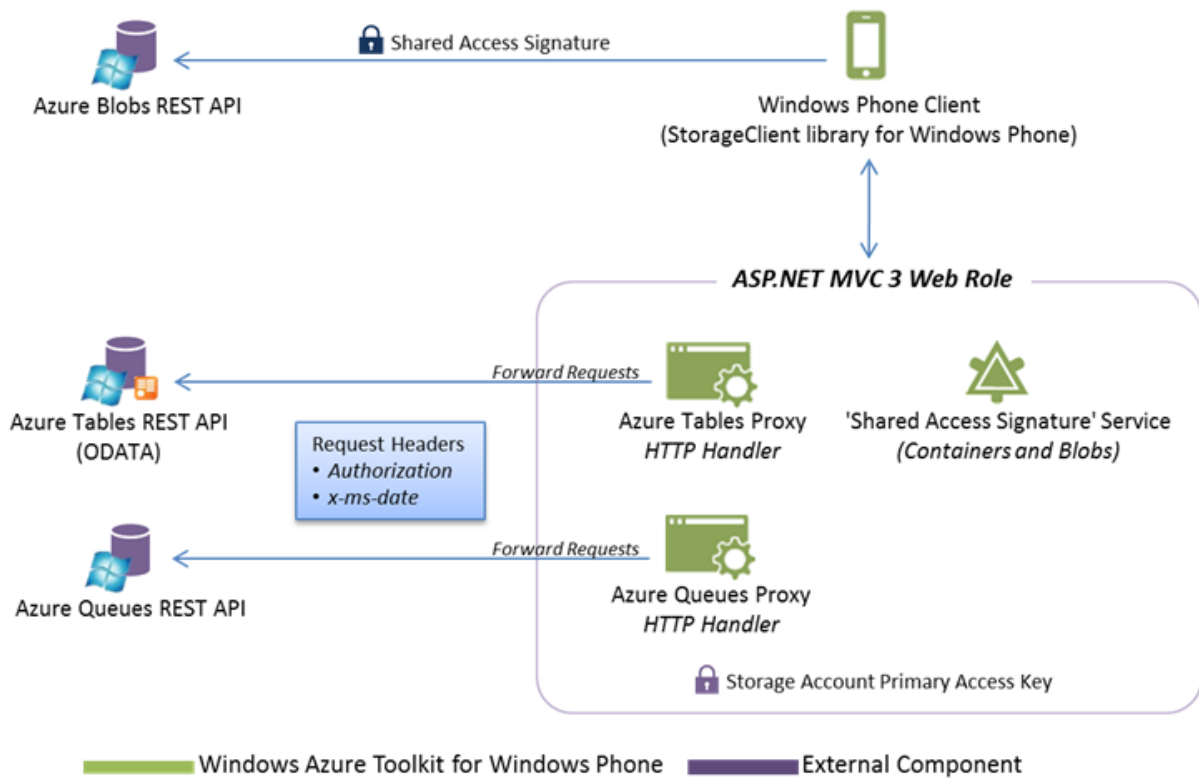 Shared Access Signature
Azure Blobs REST API
Windows Phone Client
(StorageClient library for Windows Phone)
ASP.NET MVC 3 Web Role
Forward Requests
Azure Tables REST API
(ODATA)
Request Headers
• Authorization
• x-ms-date
Azure Tables Proxy
HTTP Handler
'Shared Access Signature' Service
(Containers and Blobs)
Forward Requests
Azure Queues REST API
Azure Queues Proxy
HTTP Handler
Storage Account Primary Access Key
Windows Azure Toolkit for Windows Phone
External Component